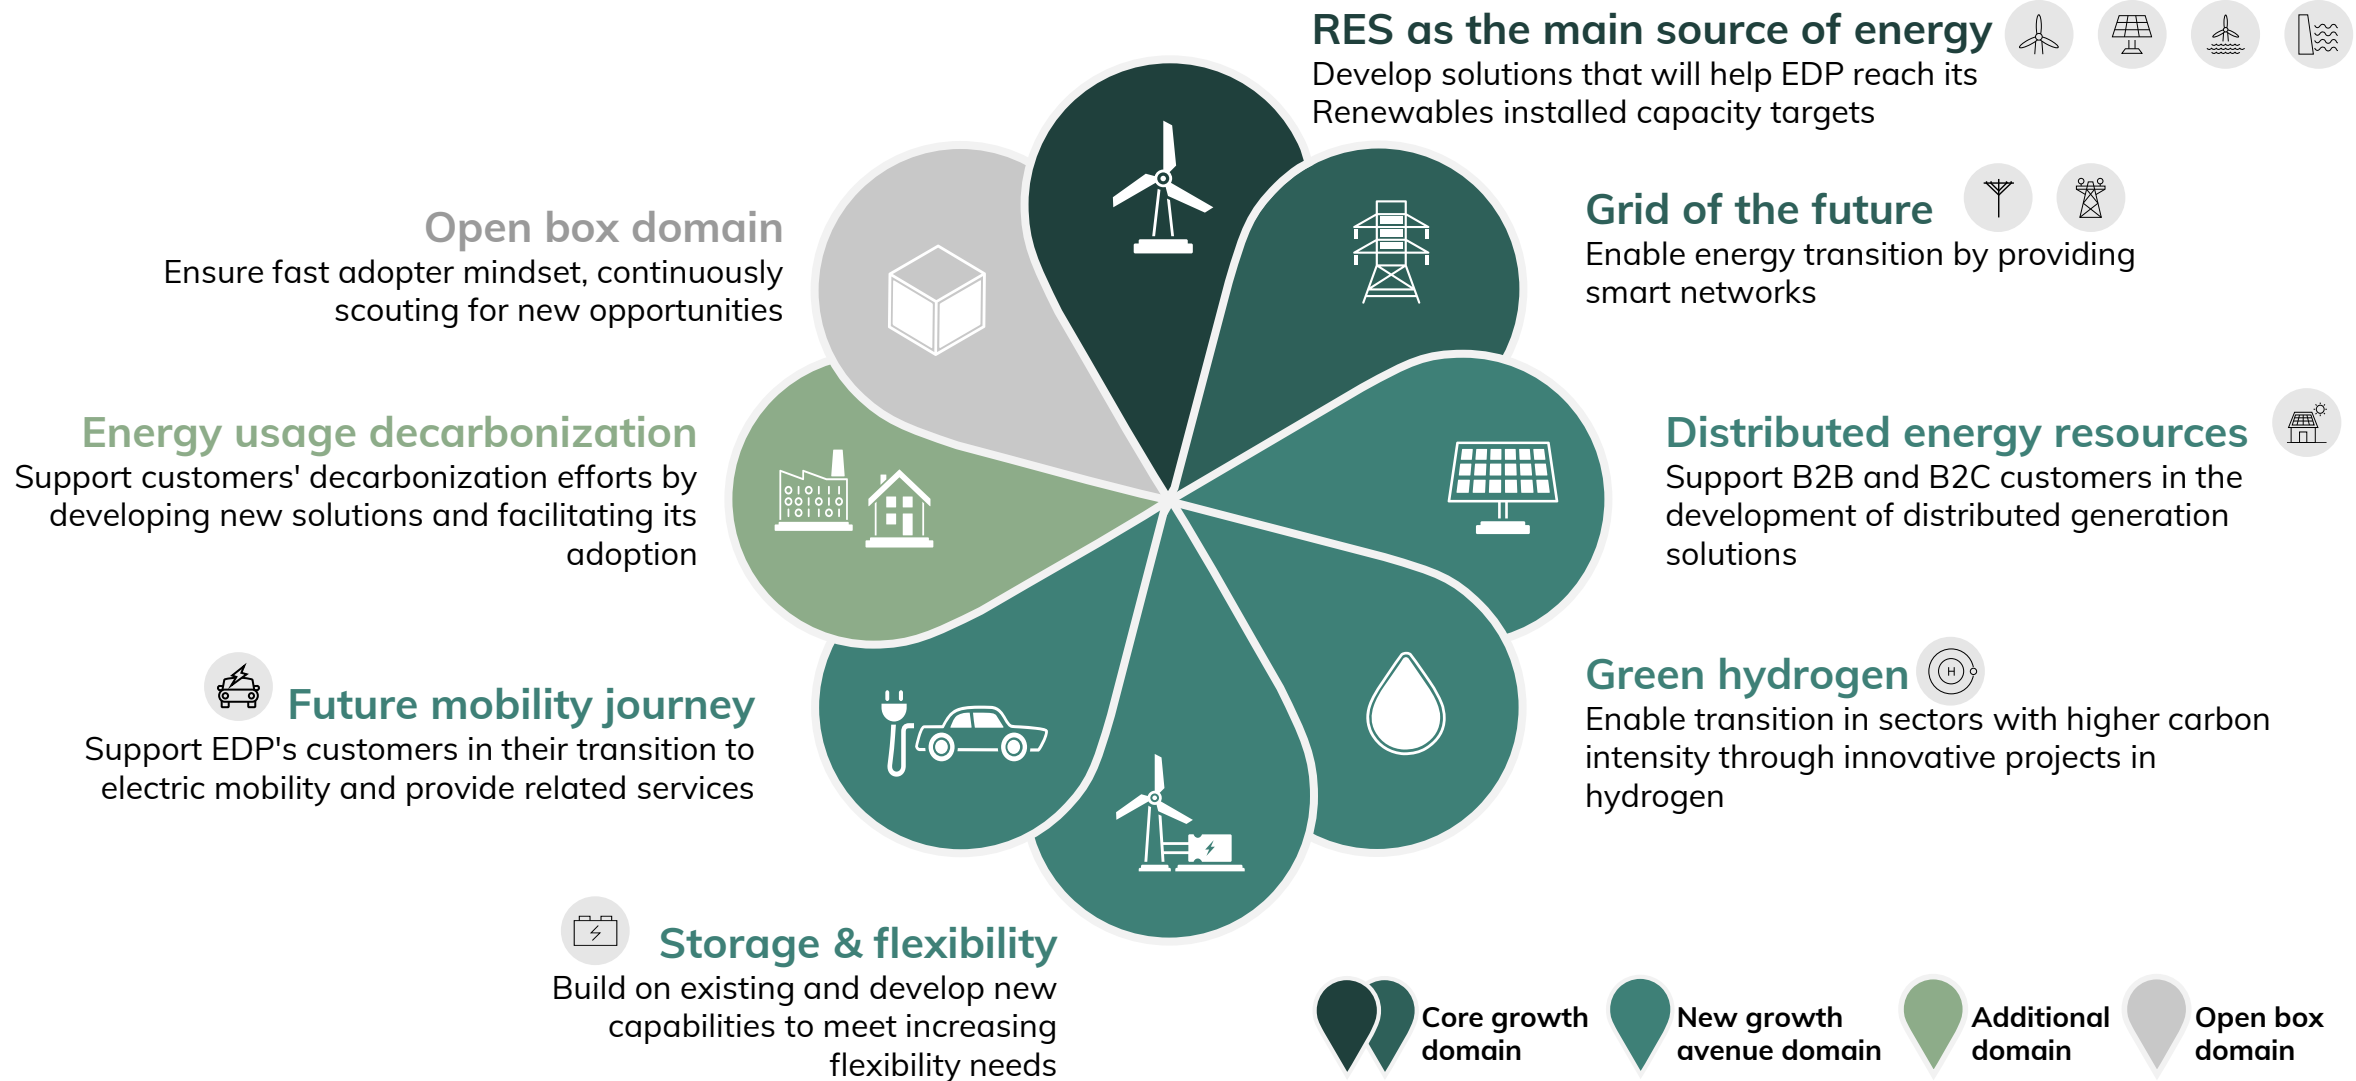 RES as the main source of energy
Develop solutions that will help EDP reach its
Renewables installed capacity targets
Grid of the future
Enable energy transition by providing
smart networks
Distributed energy resources
Support B2B and B2C customers in the
development of distributed generation
solutions
Green hydrogen
H
Enable transition in sectors with higher carbon
intensity through innovative projects in
hydrogen
Storage & flexibility
Build on existing and develop new
capabilities to meet increasing
flexibility needs
Future mobility journey
Support EDP's customers in their transition to
electric mobility and provide related services
Energy usage decarbonization
Support customers' decarbonization efforts by
developing new solutions and facilitating its
adoption
Open box domain
Ensure fast adopter mindset, continuously
scouting for new opportunities
Core growth
domain
New growth
avenue domain
Additional
domain
Open box
domain